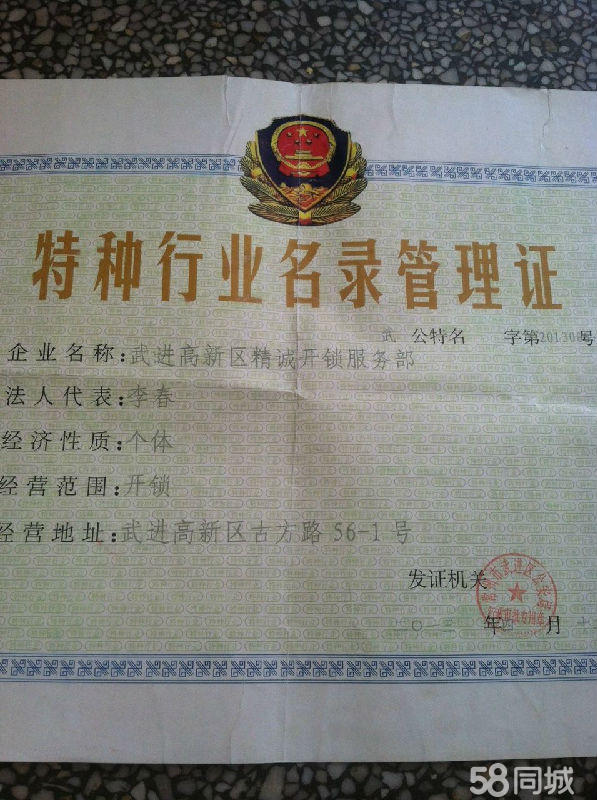 特种行业名录管理证
武 公特名 字第20130 号
企业名称:武进高新区精诚开锁服务部
法人代表:李春
经济性质:个体
经营范围:开锁
经营地址:武进高新区古方路56-1号
发证机关
年 月
58同城